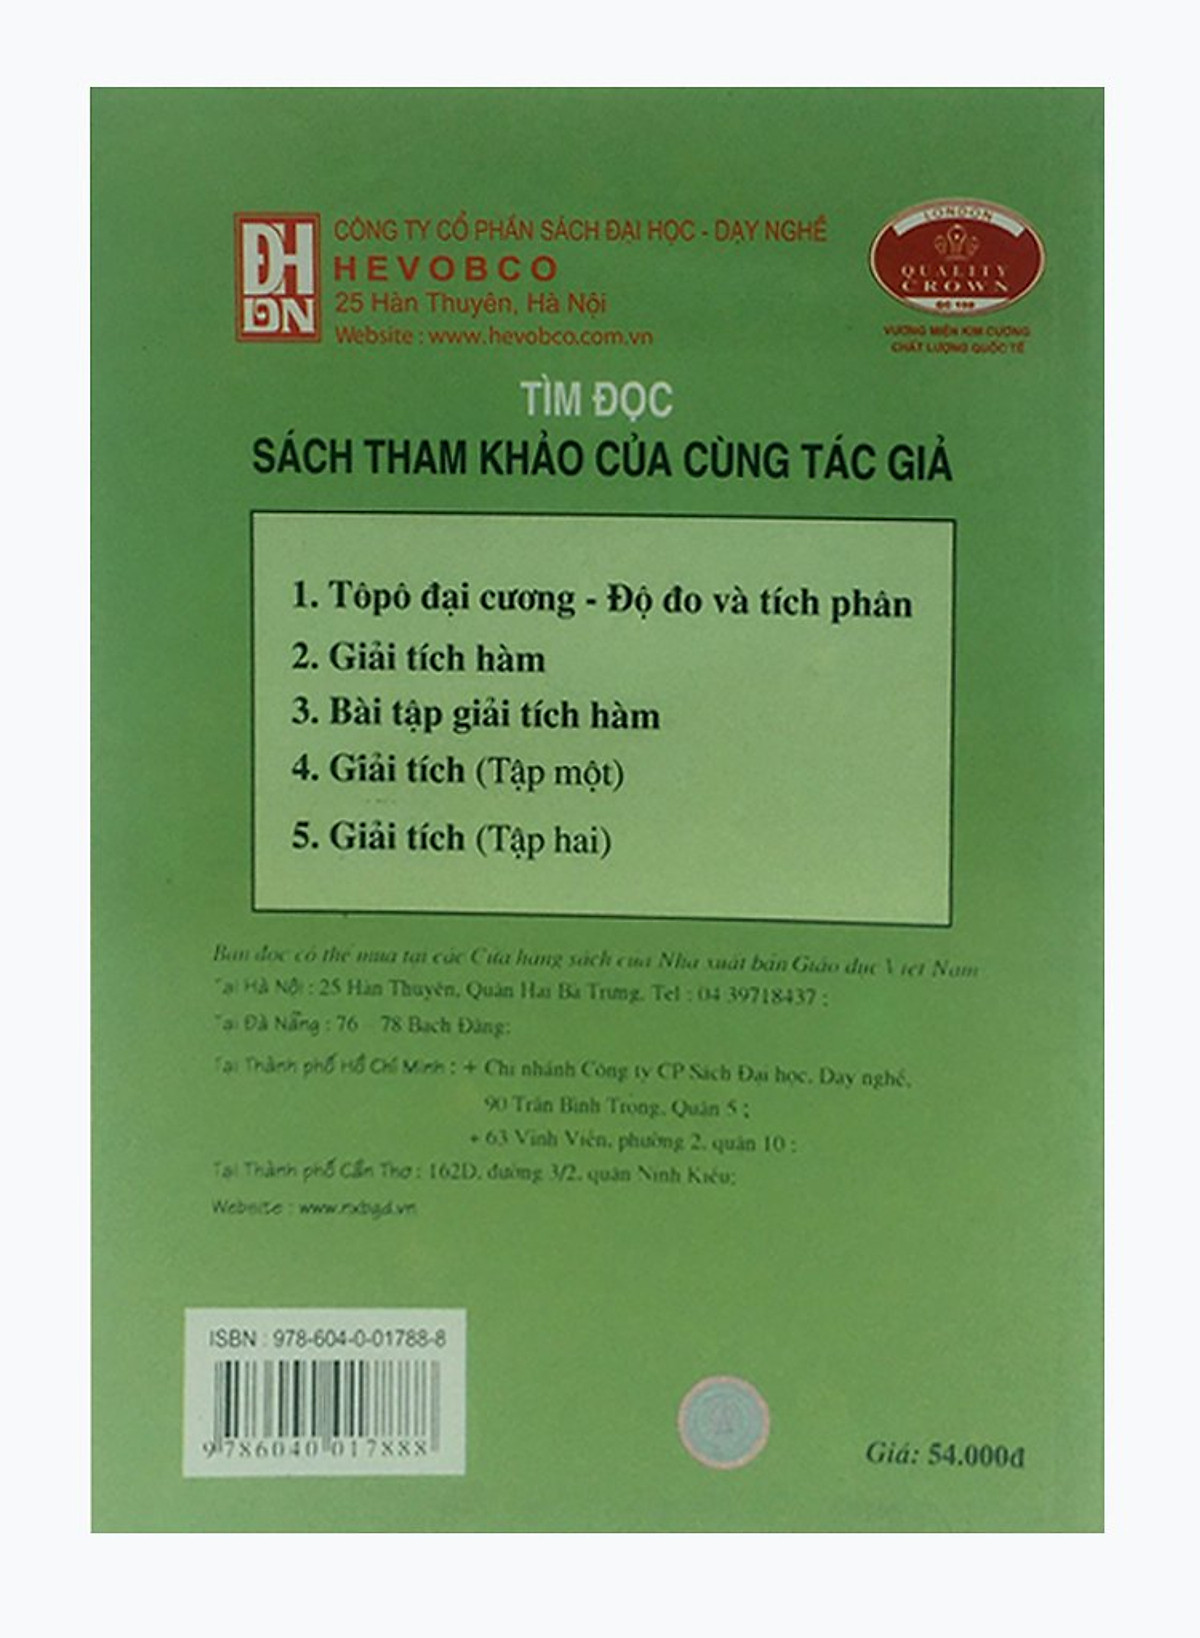 ĐH
DN
CÔNG TY CỔ PHẦN SÁCH ĐẠI HỌC - DẠY NGHỀ
HEVOBCO
25 Hàn Thuyên, Hà Nội
Website : www.hevobco.com.vn
LONDON
QUALITY
CROWN
VƯƠNG MIỆN KIM CƯƠNG
CHẤT LƯỢNG QUỐC TẾ
TÌM ĐỌC
SÁCH THAM KHẢO CỦA CÙNG TÁC GIẢ
1. Tôpô đại cương - Độ đo và tích phân
2. Giải tích hàm
3. Bài tập giải tích hàm
4. Giải tích (Tập một)
5. Giải tích (Tập hai)
Bạn đọc có thể mua tại các Cửa hàng sách của Nhà xuất bản Giáo dục Việt Nam
Tại Hà Nội : 25 Hàn Thuyên, Quận Hai Bà Trưng, Tel : 04 39718437 ;
Tại Đà Nẵng : 76 78 Bạch Đằng;
Tại Thành phố Hồ Chí Minh : + Chi nhánh Công ty CP Sách Đại học, Dạy nghề,
90 Trần Bình Trọng, Quận 5 ;
+ 63 Vĩnh Viễn, phường 2, quận 10 ;
Tại Thành phố Cần Thơ : 162D, đường 3/2, quận Ninh Kiều;
Website : www.nxbgd.vn
ISBN : 978-604-0-01788-8
9 786040 017888
Giá: 54.000đ